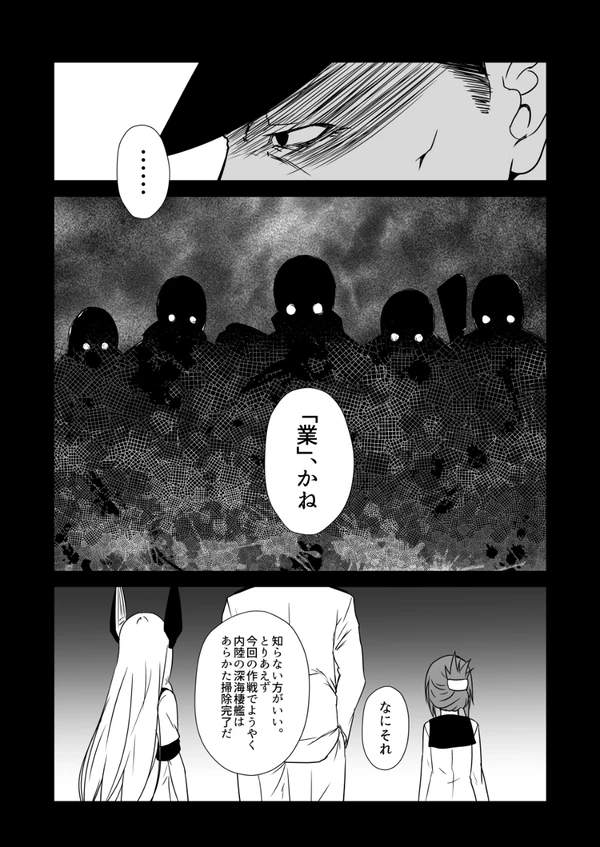 ……
「業」、かね
なにそれ
知らない方がいい。
とりあえず
今回の作戦でようやく
内陸の深海棲艦は
あらかた掃除完了だ